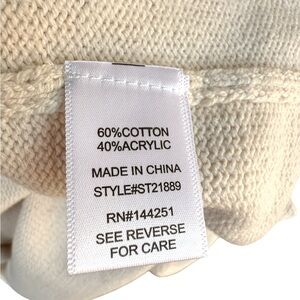 60%COTTON
40%ACRYLIC
MADE IN CHINA
STYLE#ST21889
RN#144251
SEE REVERSE
FOR CARE